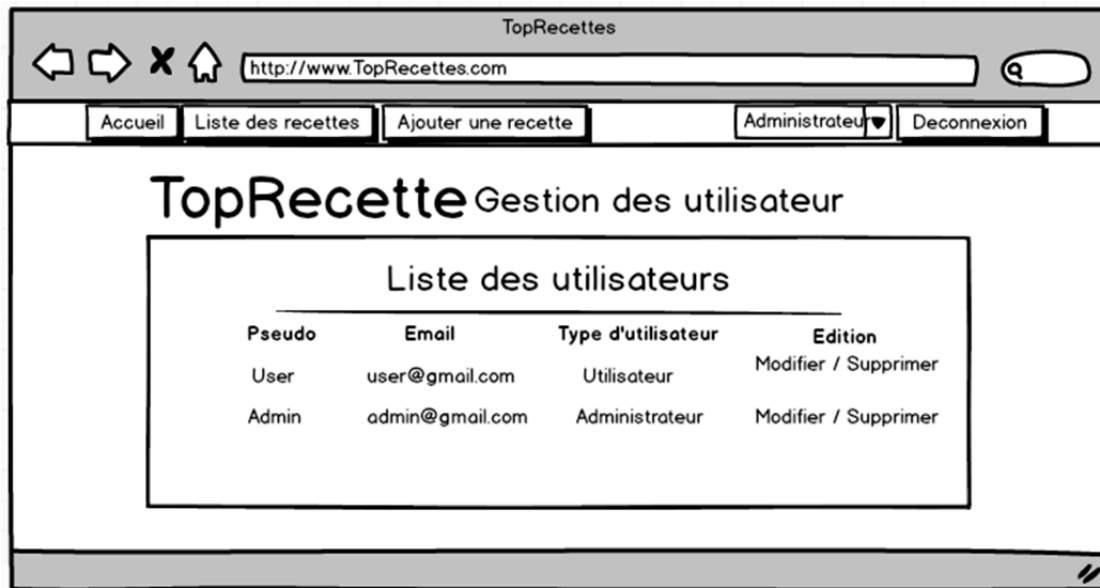 TopRecettes
http://www.TopRecettes.com
Accueil Liste des recettes Ajouter une recette Administrateur Deconnexion
TopRecette Gestion des utilisateur
Liste des utilisateurs
Pseudo Email Type d'utilisateur Edition
User user@gmail.com Utilisateur Modifier / Supprimer
Admin admin@gmail.com Administrateur Modifier / Supprimer